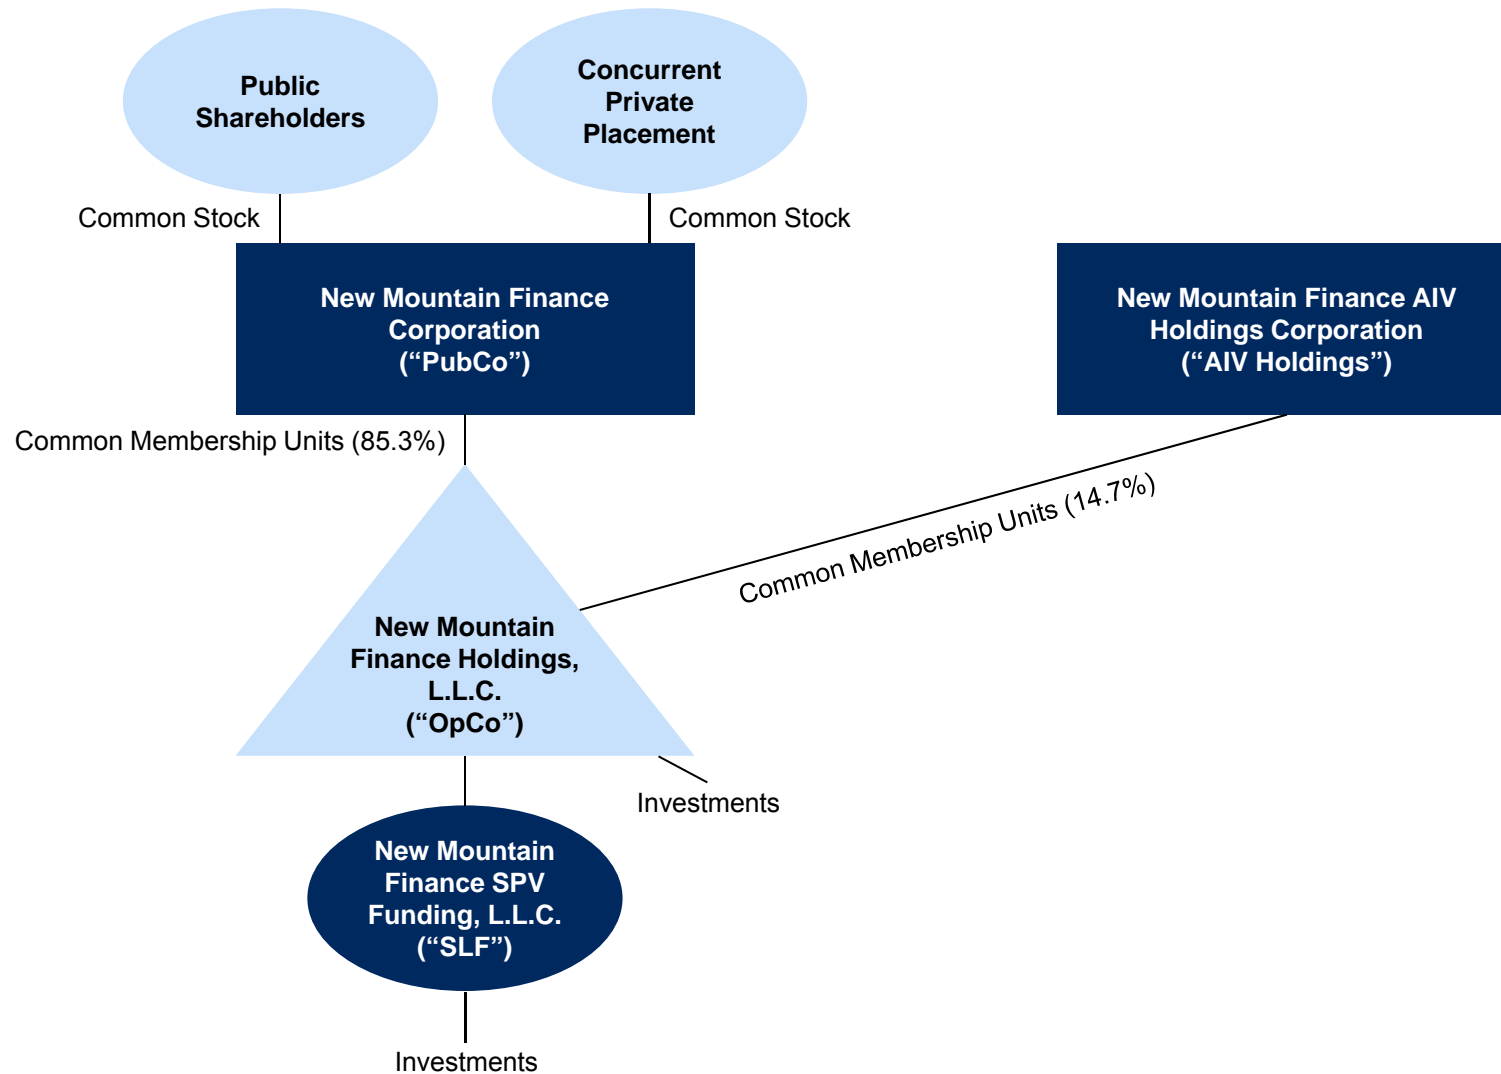 Public
Shareholders
Concurrent
Private
Placement
Common Stock
Common Stock
New Mountain Finance
Corporation
(“PubCo”)
New Mountain Finance AIV
Holdings Corporation
(“AIV Holdings”)
Common Membership Units (85.3%)
Common Membership Units (14.7%)
New Mountain
Finance Holdings,
L.L.C.
(“OpCo”)
Investments
New Mountain
Finance SPV
Funding, L.L.C.
(“SLF”)
Investments